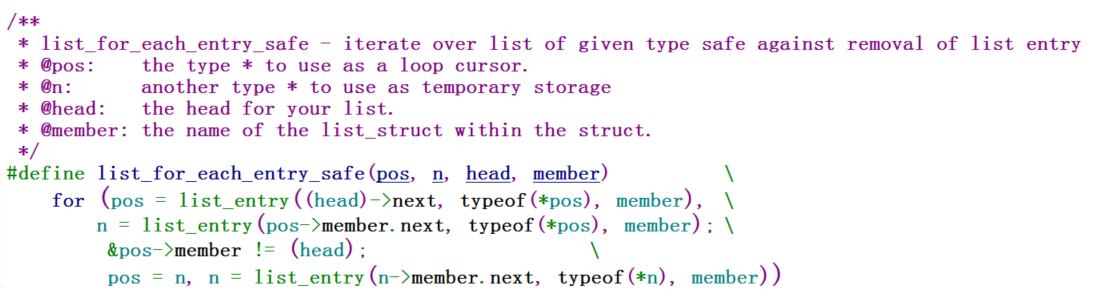 /**
 * list_for_each_entry_safe - iterate over list of given type safe against removal of list entry
 * @pos:    the type * to use as a loop cursor.
 * @n:      another type * to use as temporary storage
 * @head:   the head for your list.
 * @member: the name of the list_struct within the struct.
 */
#define list_for_each_entry_safe(pos, n, head, member)          \
    for (pos = list_entry((head)->next, typeof(*pos), member),  \
        n = list_entry(pos->member.next, typeof(*pos), member); \
         &pos->member != (head);                    \
         pos = n, n = list_entry(n->member.next, typeof(*n), member))